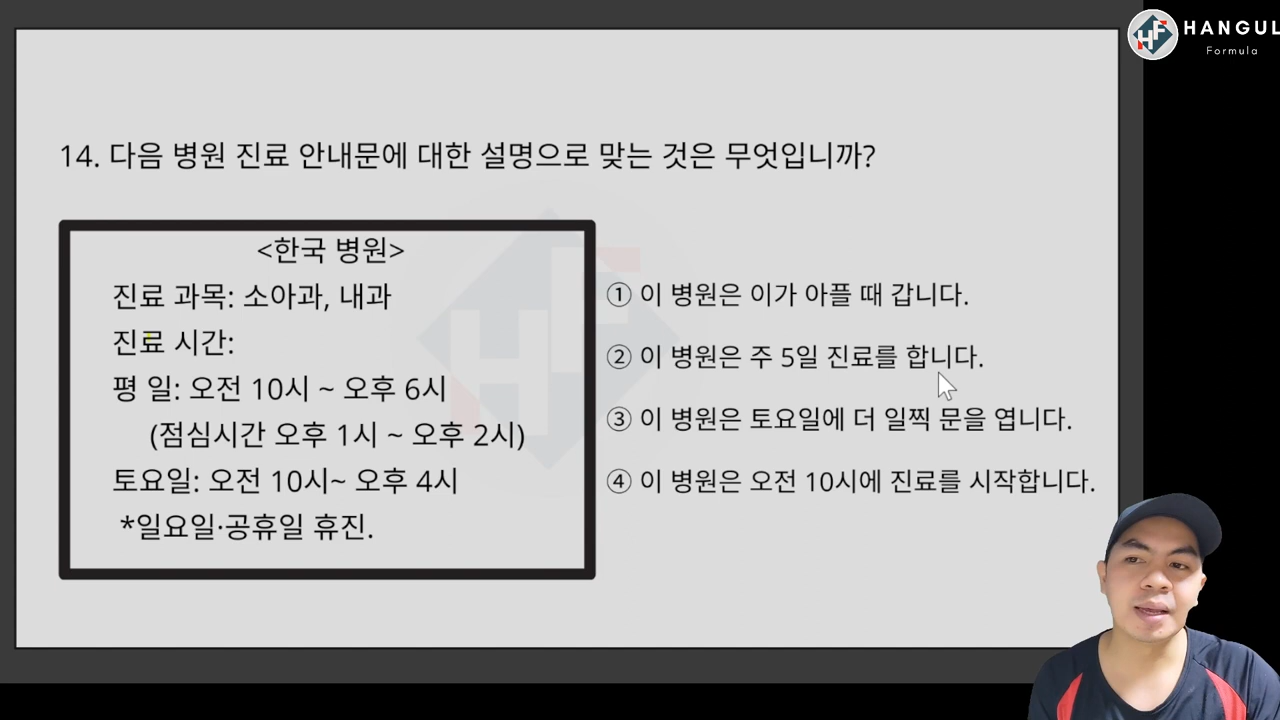 HANGUL
Formula
14. 다음 병원 진료 안내문에 대한 설명으로 맞는 것은 무엇입니까?
<한국 병원>
진료 과목: 소아과, 내과
진료 시간:
평 일: 오전 10시 ~ 오후 6시
(점심시간 오후 1시 ~ 오후 2시)
토요일: 오전 10시~ 오후 4시
*일요일·공휴일 휴진.
① 이 병원은 이가 아플 때 갑니다.
② 이 병원은 주 5일 진료를 합니다.
③ 이 병원은 토요일에 더 일찍 문을 엽니다.
④ 이 병원은 오전 10시에 진료를 시작합니다.
HF